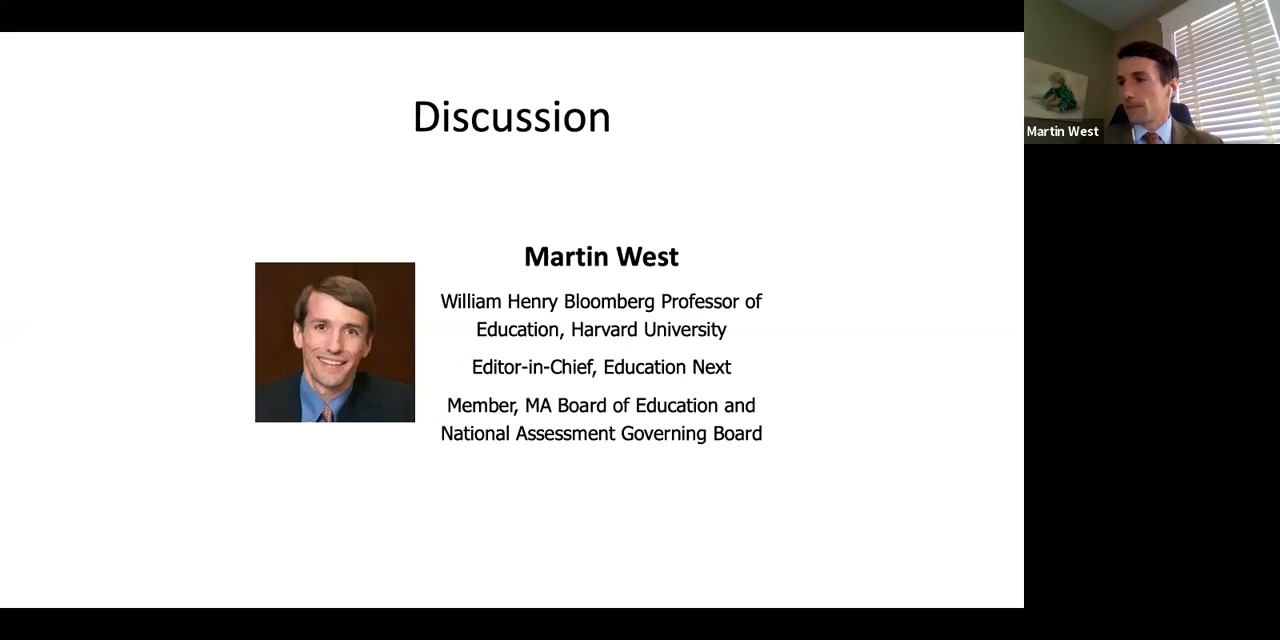 Discussion
Martin West
William Henry Bloomberg Professor of
Education, Harvard University
Editor-in-Chief, Education Next
Member, MA Board of Education and
National Assessment Governing Board
Martin West